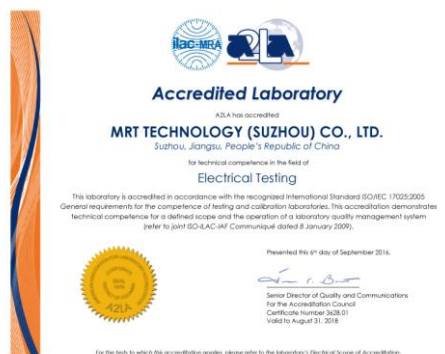 ilac-MRA
A2LA
Accredited Laboratory
A2LA has accredited
MRT TECHNOLOGY (SUZHOU) CO., LTD.
Suzhou, Jiangsu, People's Republic of China
for technical competence in the field of
Electrical Testing
This laboratory is accredited in accordance with the recognized International Standard ISO/IEC 17025:2005
General requirements for the competence of testing and calibration laboratories. This accreditation demonstrates
technical competence for a defined scope and the operation of a laboratory quality management system
(refer to joint ISO-ILAC-IAF Communiqué dated 8 January 2009).
Presented this 6th day of September 2016.
Senior Director of Quality and Communications
For the Accreditation Council
Certificate Number 3628.01
Valid to August 31, 2018
CORPORATE
SEAL
1978
A2LA
For the tests to which this accreditation applies, please refer to the laboratory's Electrical Scope of Accreditation.